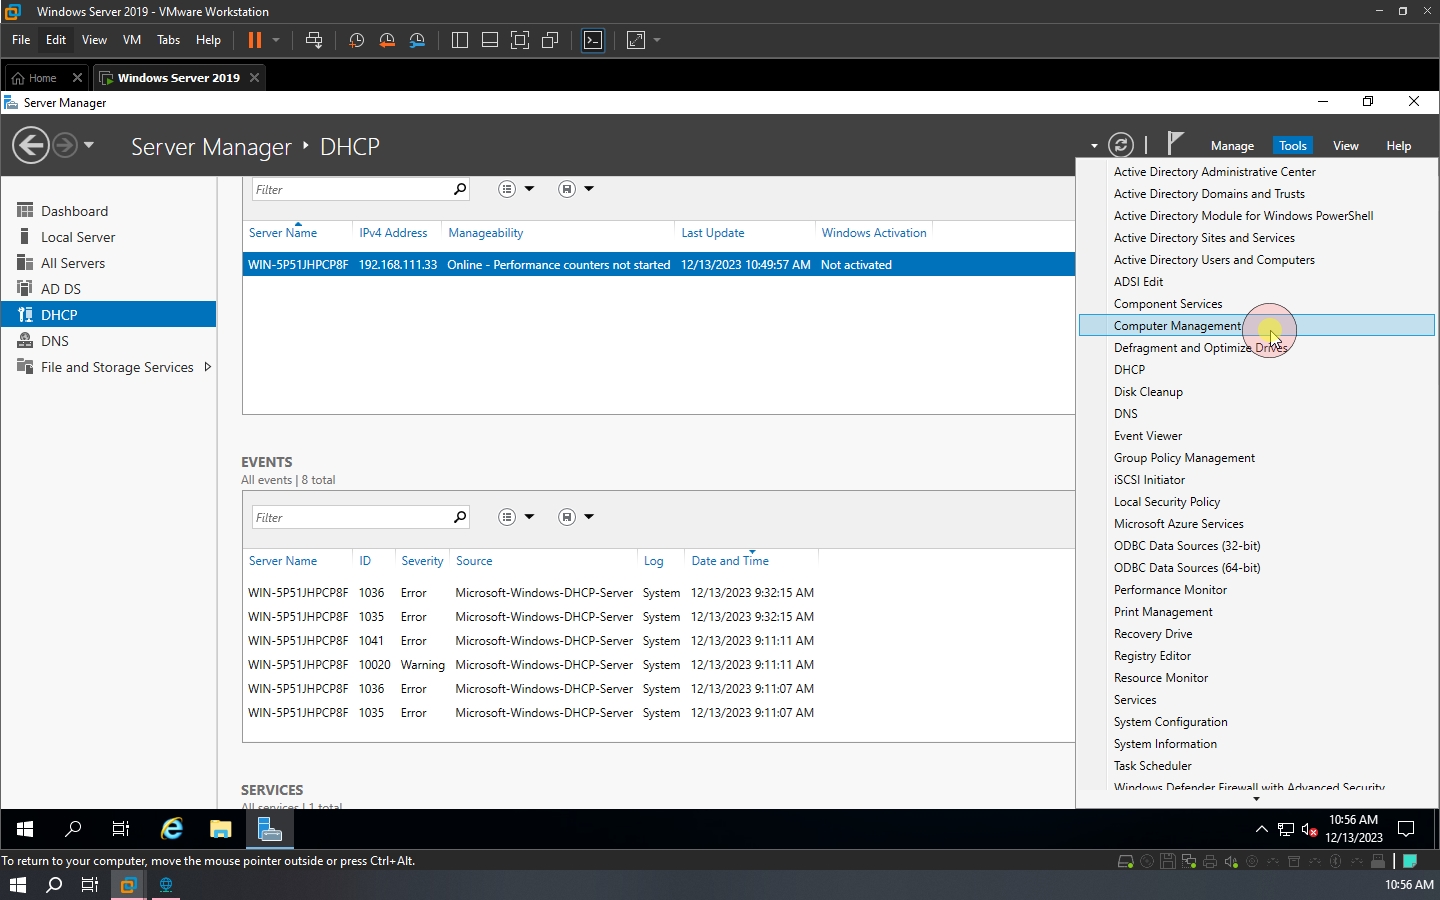 Windows Server 2019 - VMware Workstation
File Edit View VM Tabs Help
Home Windows Server 2019
Server Manager
Server Manager DHCP
Manage Tools View Help
Dashboard
Local Server
All Servers
AD DS
DHCP
DNS
File and Storage Services
Filter
Server Name IPv4 Address Manageability Last Update Windows Activation
WIN-5P51JHPCP8F 192.168.111.33 Online - Performance counters not started 12/13/2023 10:49:57 AM Not activated
EVENTS
All events | 8 total
Filter
Server Name ID Severity Source Log Date and Time
WIN-5P51JHPCP8F 1036 Error Microsoft-Windows-DHCP-Server System 12/13/2023 9:32:15 AM
WIN-5P51JHPCP8F 1035 Error Microsoft-Windows-DHCP-Server System 12/13/2023 9:32:15 AM
WIN-5P51JHPCP8F 1041 Error Microsoft-Windows-DHCP-Server System 12/13/2023 9:11:11 AM
WIN-5P51JHPCP8F 10020 Warning Microsoft-Windows-DHCP-Server System 12/13/2023 9:11:11 AM
WIN-5P51JHPCP8F 1036 Error Microsoft-Windows-DHCP-Server System 12/13/2023 9:11:07 AM
WIN-5P51JHPCP8F 1035 Error Microsoft-Windows-DHCP-Server System 12/13/2023 9:11:07 AM
SERVICES
All services | 1 total
Active Directory Administrative Center
Active Directory Domains and Trusts
Active Directory Module for Windows PowerShell
Active Directory Sites and Services
Active Directory Users and Computers
ADSI Edit
Component Services
Computer Management
Defragment and Optimize Drives
DHCP
Disk Cleanup
DNS
Event Viewer
Group Policy Management
iSCSI Initiator
Local Security Policy
Microsoft Azure Services
ODBC Data Sources (32-bit)
ODBC Data Sources (64-bit)
Performance Monitor
Print Management
Recovery Drive
Registry Editor
Resource Monitor
Services
System Configuration
System Information
Task Scheduler
Windows Defender Firewall with Advanced Security
10:56 AM
12/13/2023
To return to your computer, move the mouse pointer outside or press Ctrl+Alt.
10:56 AM